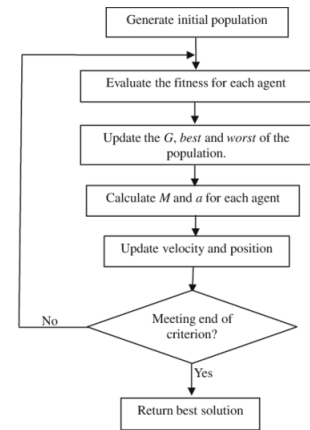 Generate initial population
Evaluate the fitness for each agent
Update the G, best and worst of the
population.
Calculate M and a for each agent
Update velocity and position
Meeting end of
criterion?
No
Yes
Return best solution